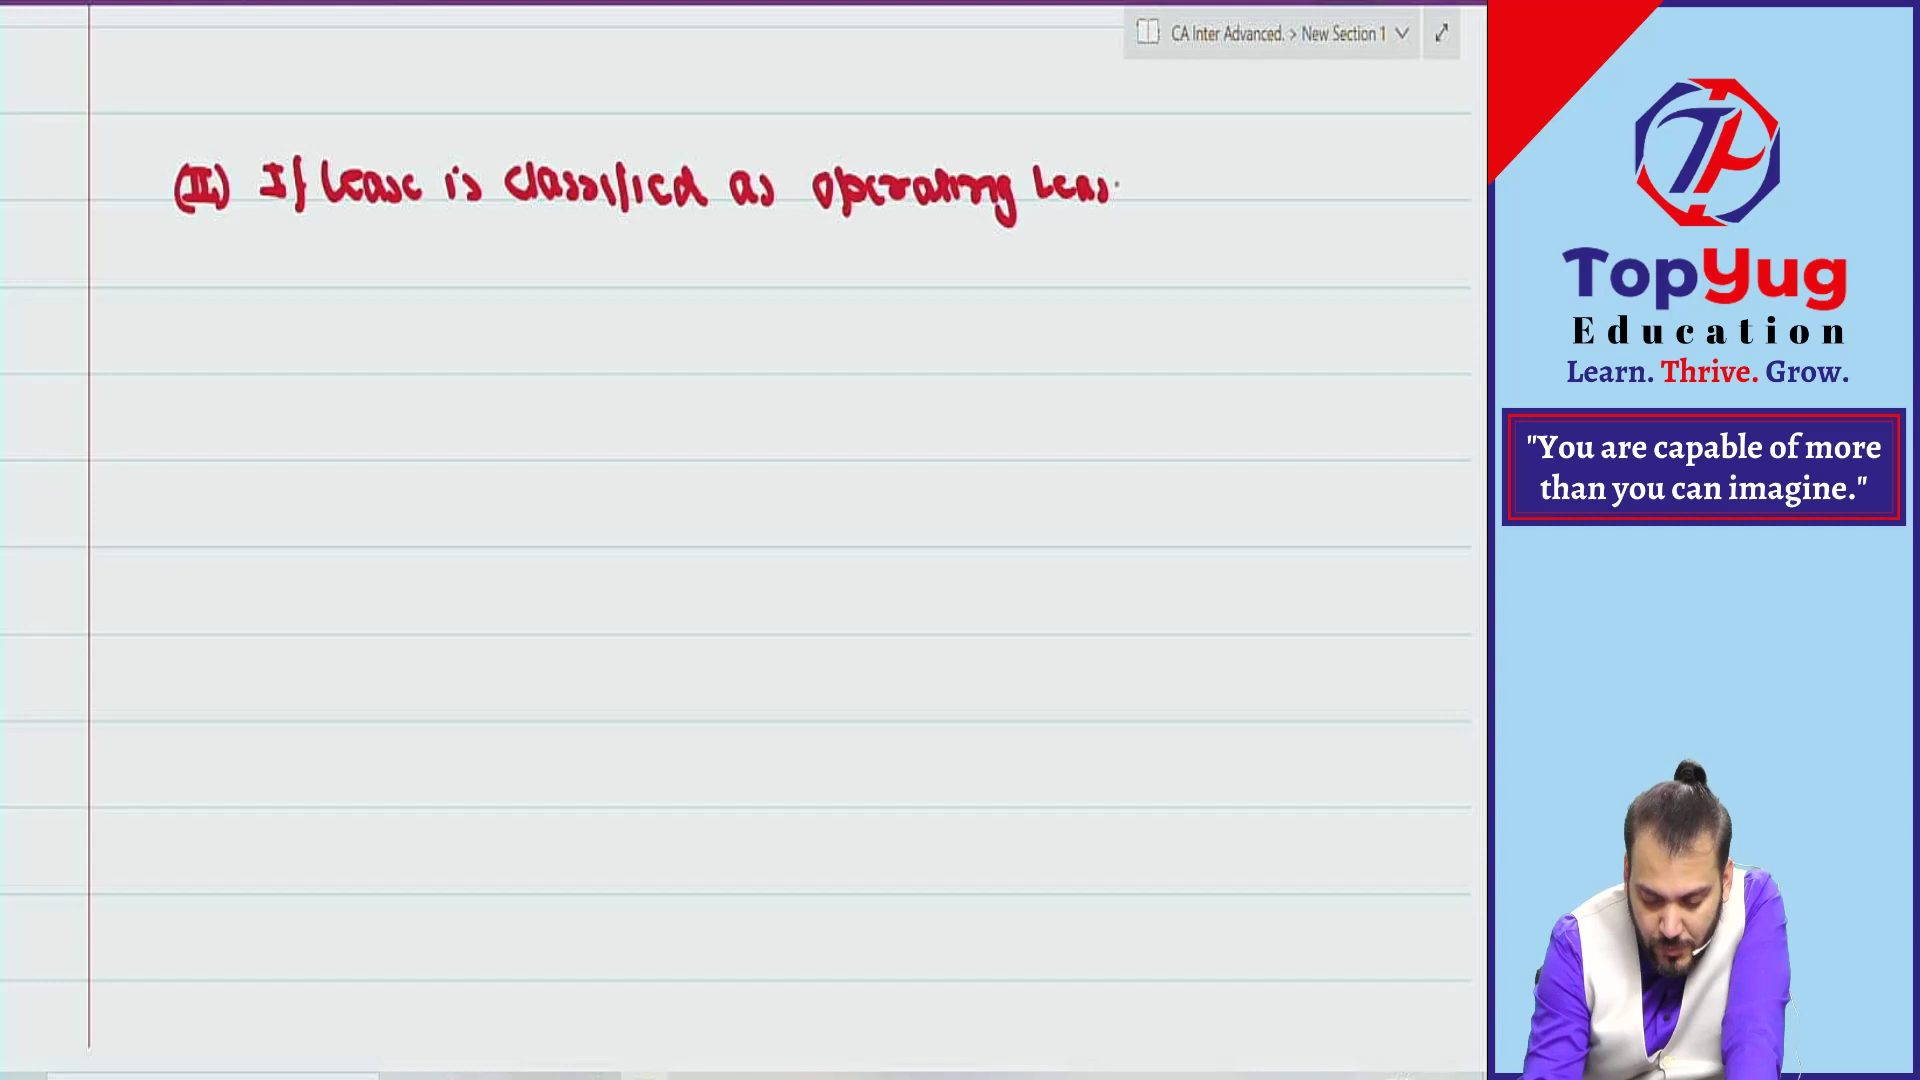 CA Inter Advanced. > New Section 1
(II) If lease is classified as operating Leas
TopYug
Education
Learn. Thrive. Grow.
"You are capable of more
than you can imagine."